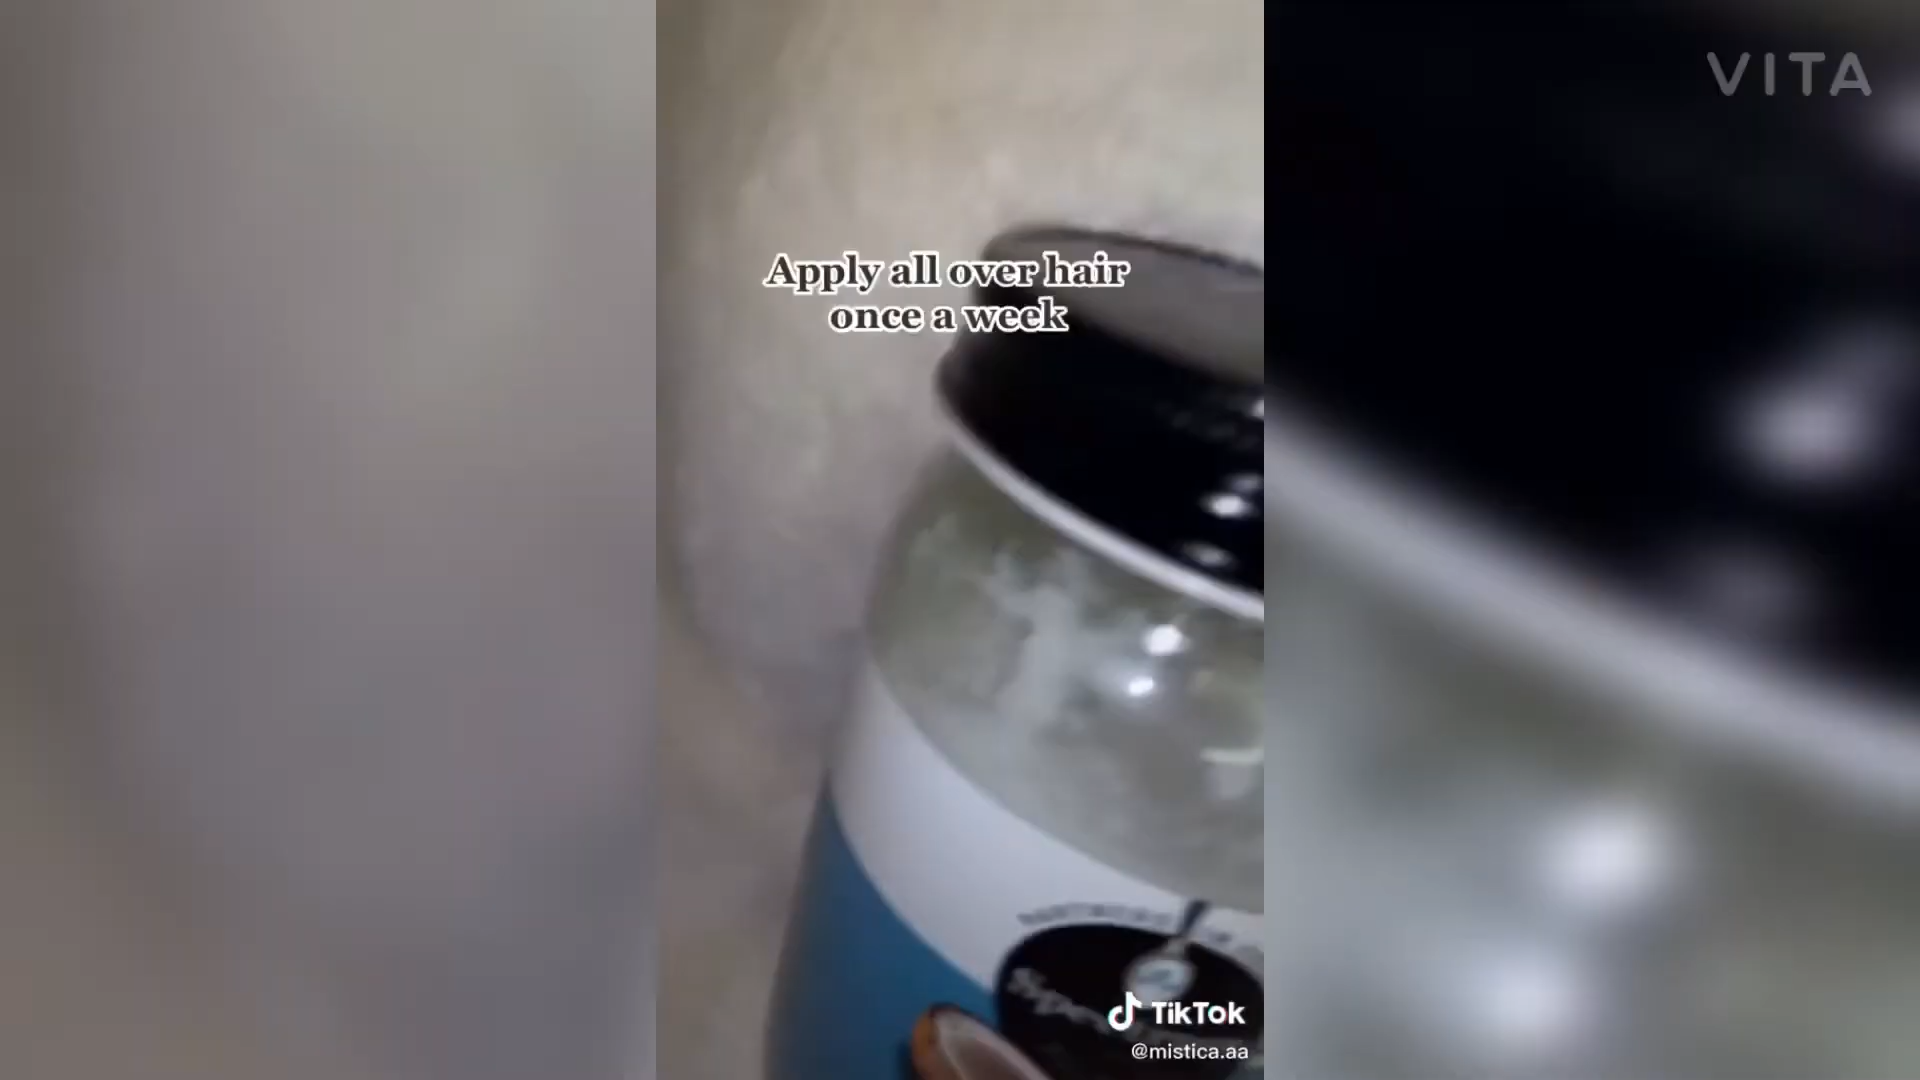 VITA
Apply all over hair
once a week
TikTok
@mistica.aa